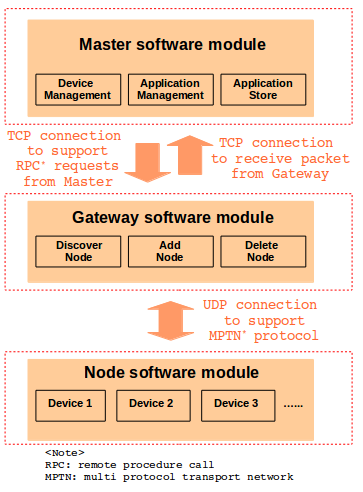 Master software module
Device
Management
Application
Management
Application
Store
TCP connection
to support
RPC* requests
from Master
TCP connection
to receive packet
from Gateway
Gateway software module
Discover
Node
Add
Node
Delete
Node
UDP connection
to support
MPTN* protocol
Node software module
Device 1
Device 2
Device 3
......
<Note>
RPC: remote procedure call
MPTN: multi protocol transport network